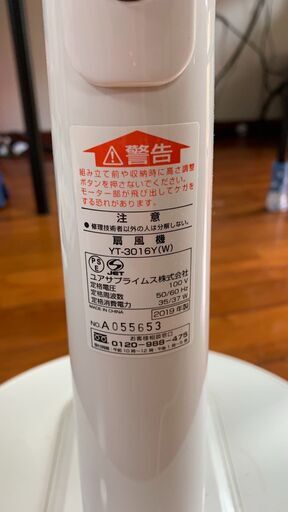 警告
組み立て前や収納時に高さ調整
ボタンを押さないでください。
モーター部が飛び出してケガを
する恐れがあります。
注意
●修理技術者以外の人は分解しない。
扇風機
YT-3016Y(W)
PSE JET
ユアサプライムス株式会社
定格電圧 100 V
定格周波数 50/60 Hz
定格消費電力 35/37 W
MADE IN CHINA 2019年製
NO. A055653
お客様相談窓口
0120-988-475